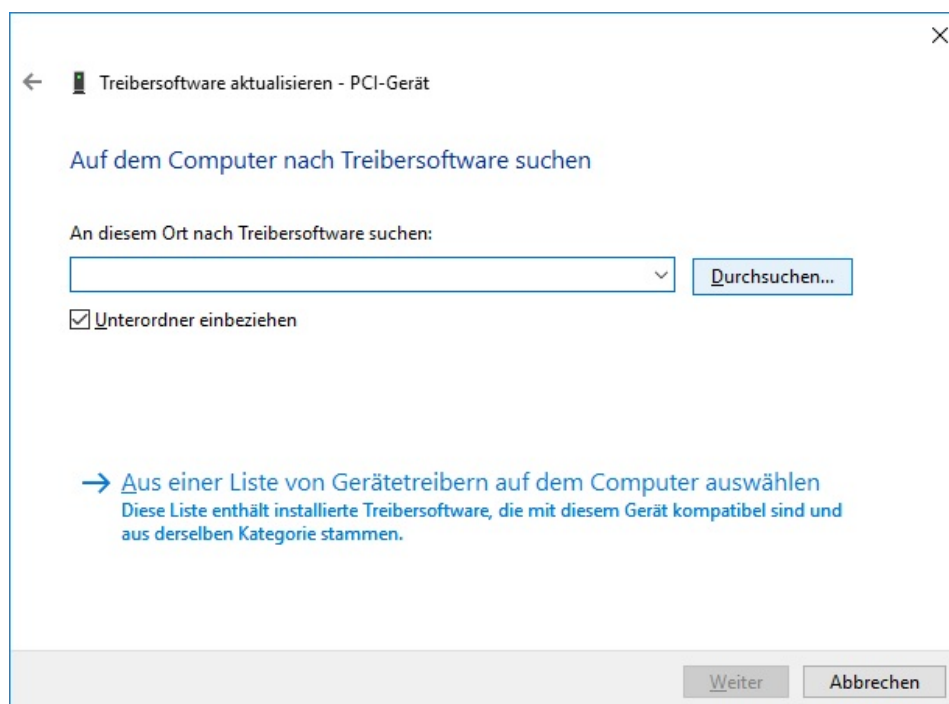 Treibersoftware aktualisieren - PCI-Gerät
Auf dem Computer nach Treibersoftware suchen
An diesem Ort nach Treibersoftware suchen:
Durchsuchen...
Unterordner einbeziehen
Aus einer Liste von Gerätetreibern auf dem Computer auswählen
Diese Liste enthält installierte Treibersoftware, die mit diesem Gerät kompatibel sind und
aus derselben Kategorie stammen.
Weiter
Abbrechen